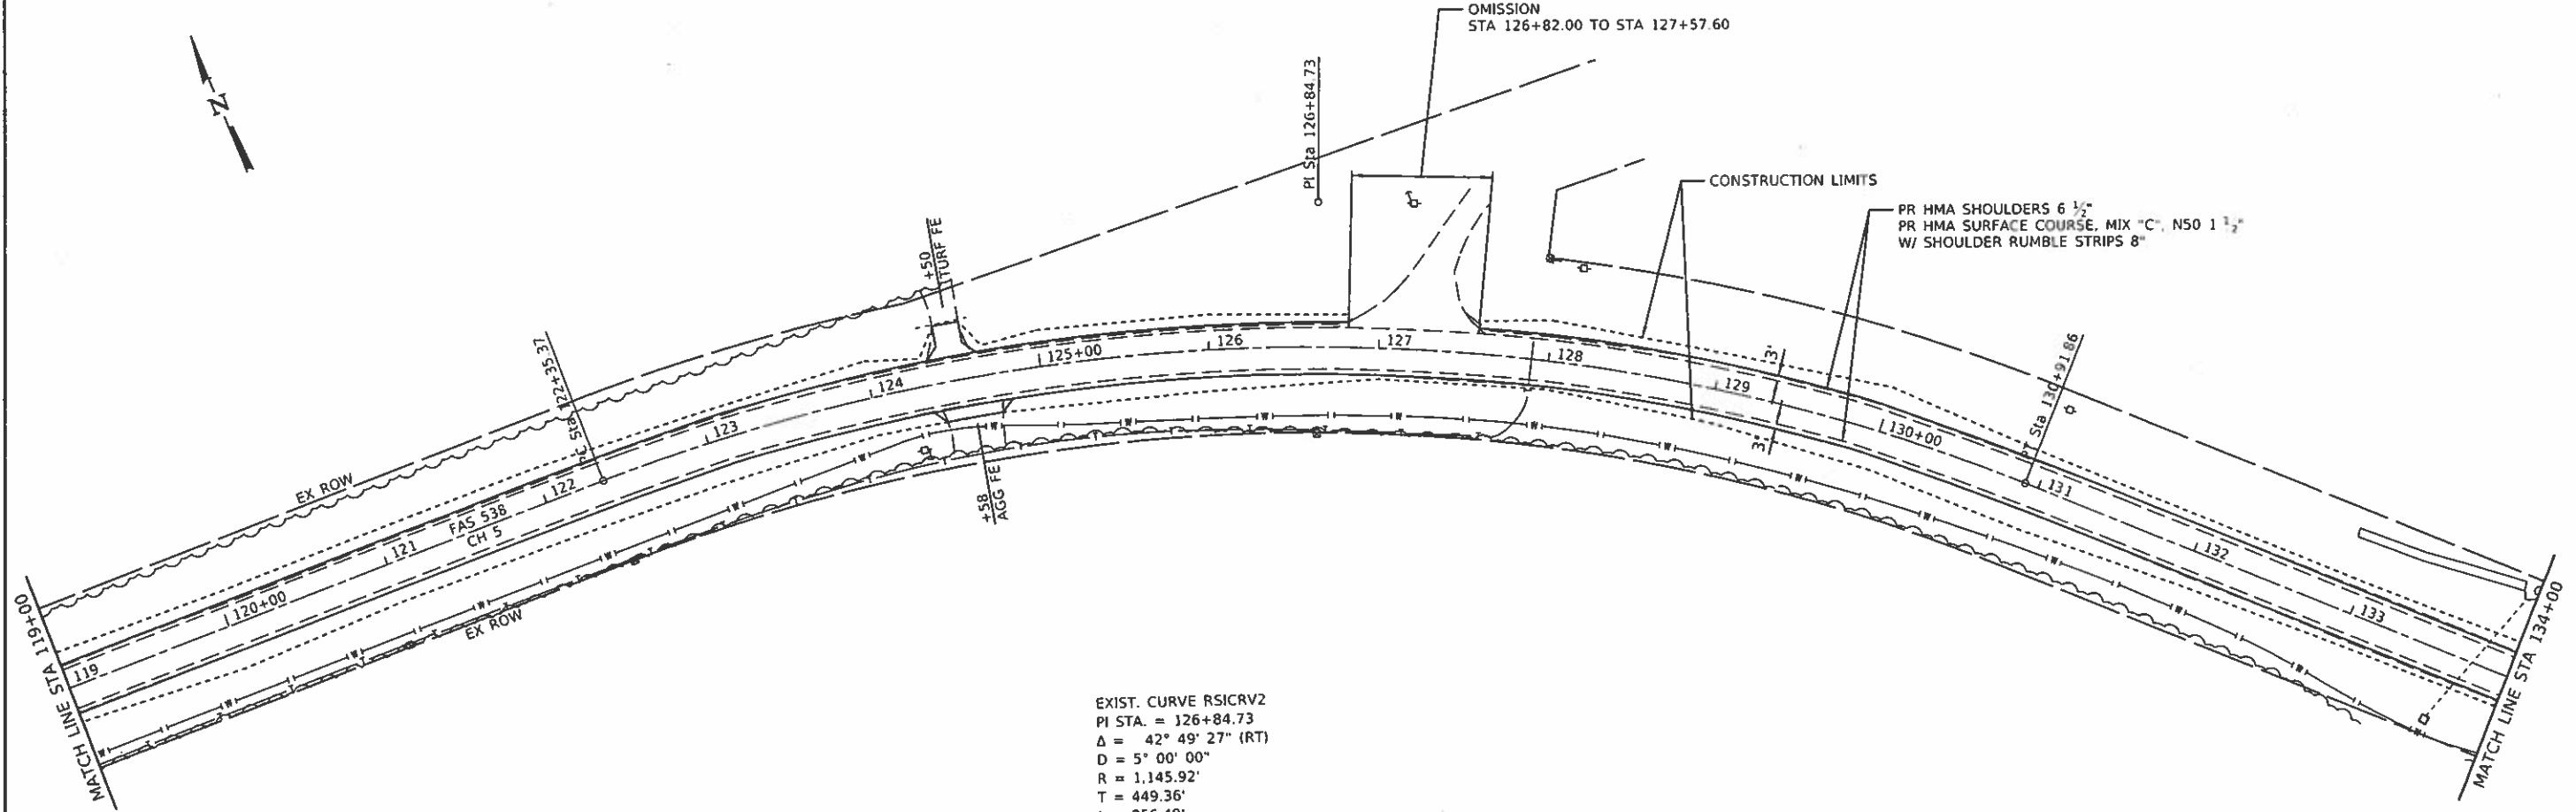 OMISSION
STA 126+82.00 TO STA 127+57.60
N
PI Sta 126+84.73
CONSTRUCTION LIMITS
PR HMA SHOULDERS 6 1/2"
PR HMA SURFACE COURSE, MIX "C", N50 1 1/2"
W/ SHOULDER RUMBLE STRIPS 8"
+50
TURF FE
PC Sta 122+35.37
Sta 130+91.86
3'
3'
119
120+00
121
122
123
124
125+00
126
127
128
129
130+00
131
132
133
EX ROW
FAS 538
CH 5
+58
AGG FE
EX ROW
MATCH LINE STA 119+00
MATCH LINE STA 134+00
EXIST. CURVE RSICRV2
PI STA. = 126+84.73
Δ = 42° 49' 27" (RT)
D = 5° 00' 00"
R = 1,145.92'
T = 449.36'